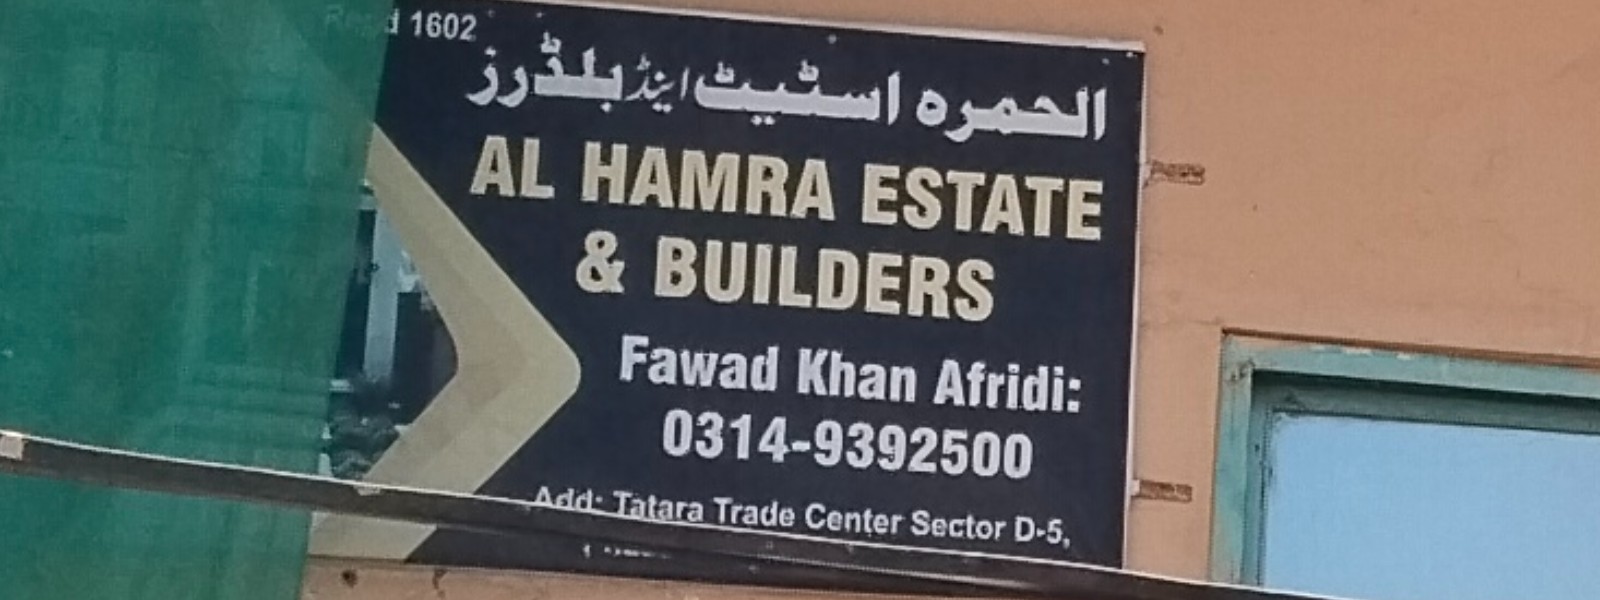 Regd 1602
الحمرہ اسٹیٹ اینڈ بلڈرز
AL HAMRA ESTATE
& BUILDERS
Fawad Khan Afridi:
0314-9392500
Add: Tatara Trade Center Sector D-5,